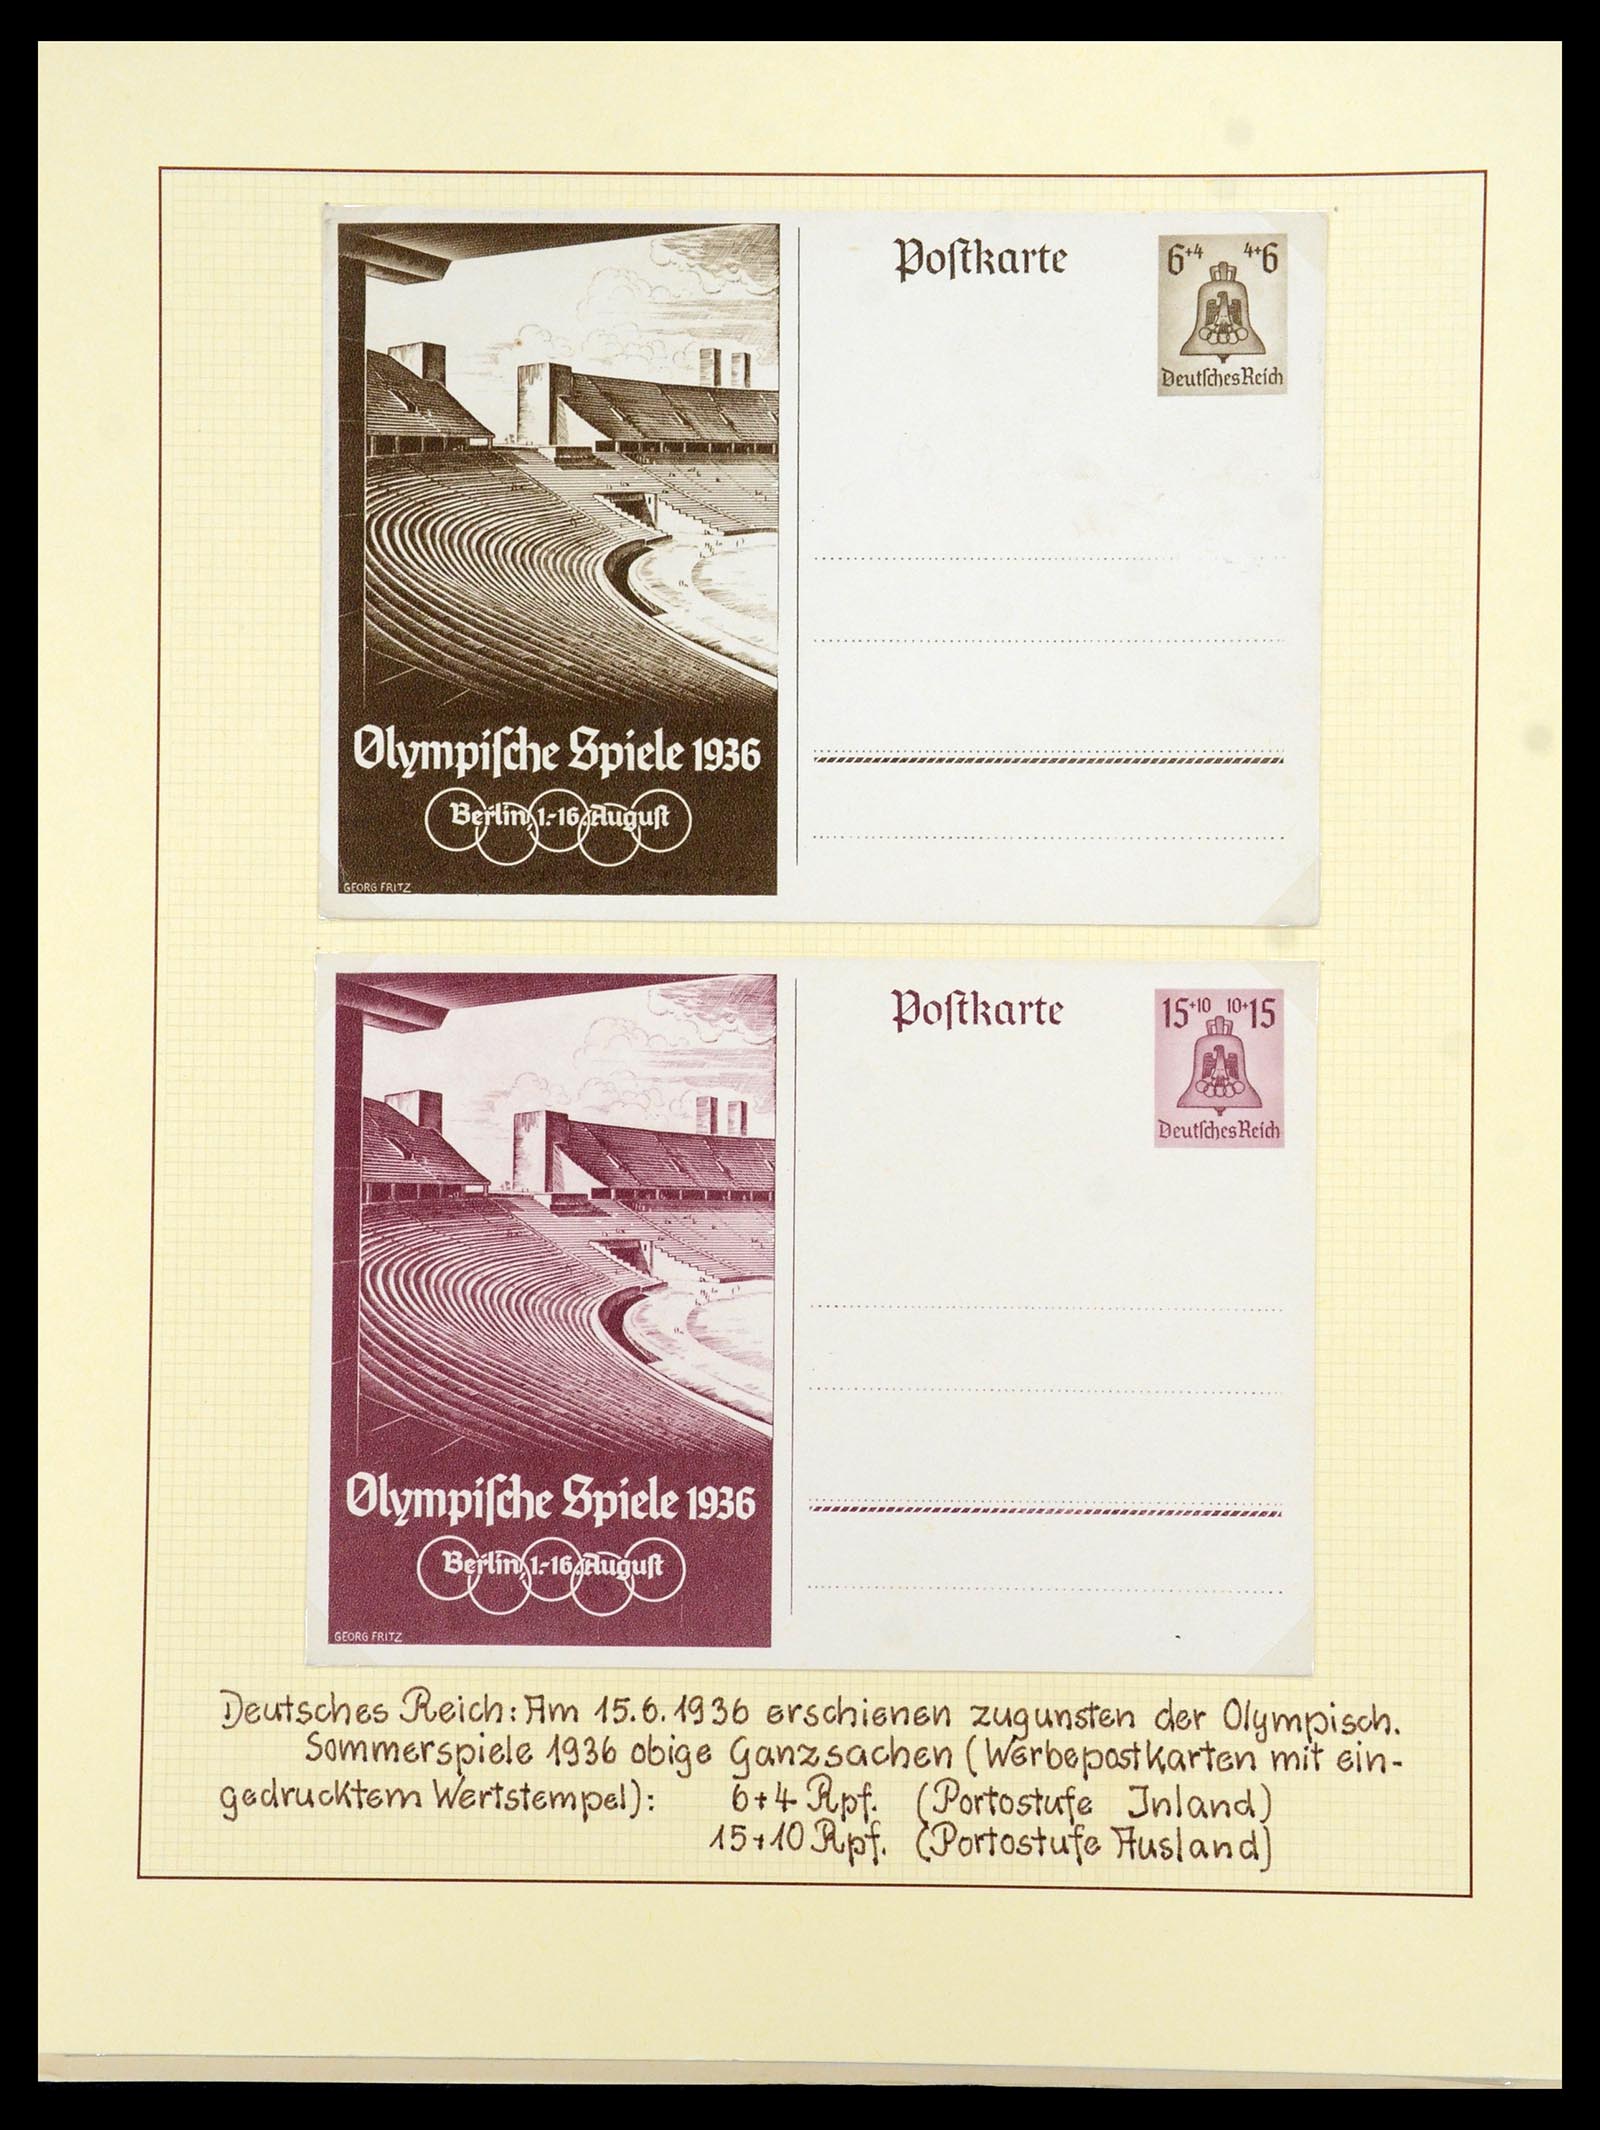 Poſtkarte
6+4 4+6
Deutſches Reich
Olympiſche Spiele 1936
Berlin, 1.-16. Auguſt
GEORG FRITZ
Poſtkarte
15+10 10+15
Deutſches Reich
Olympiſche Spiele 1936
Berlin, 1.-16. Auguſt
GEORG FRITZ
Deutsches Reich: Am 15.6.1936 erschienen zugunsten der Olympisch.
Sommerspiele 1936 obige Ganzsachen (Werbepostkarten mit ein-
gedrucktem Wertstempel): 6+4 Rpf. (Portostufe Inland)
15+10 Rpf. (Portostufe Ausland)